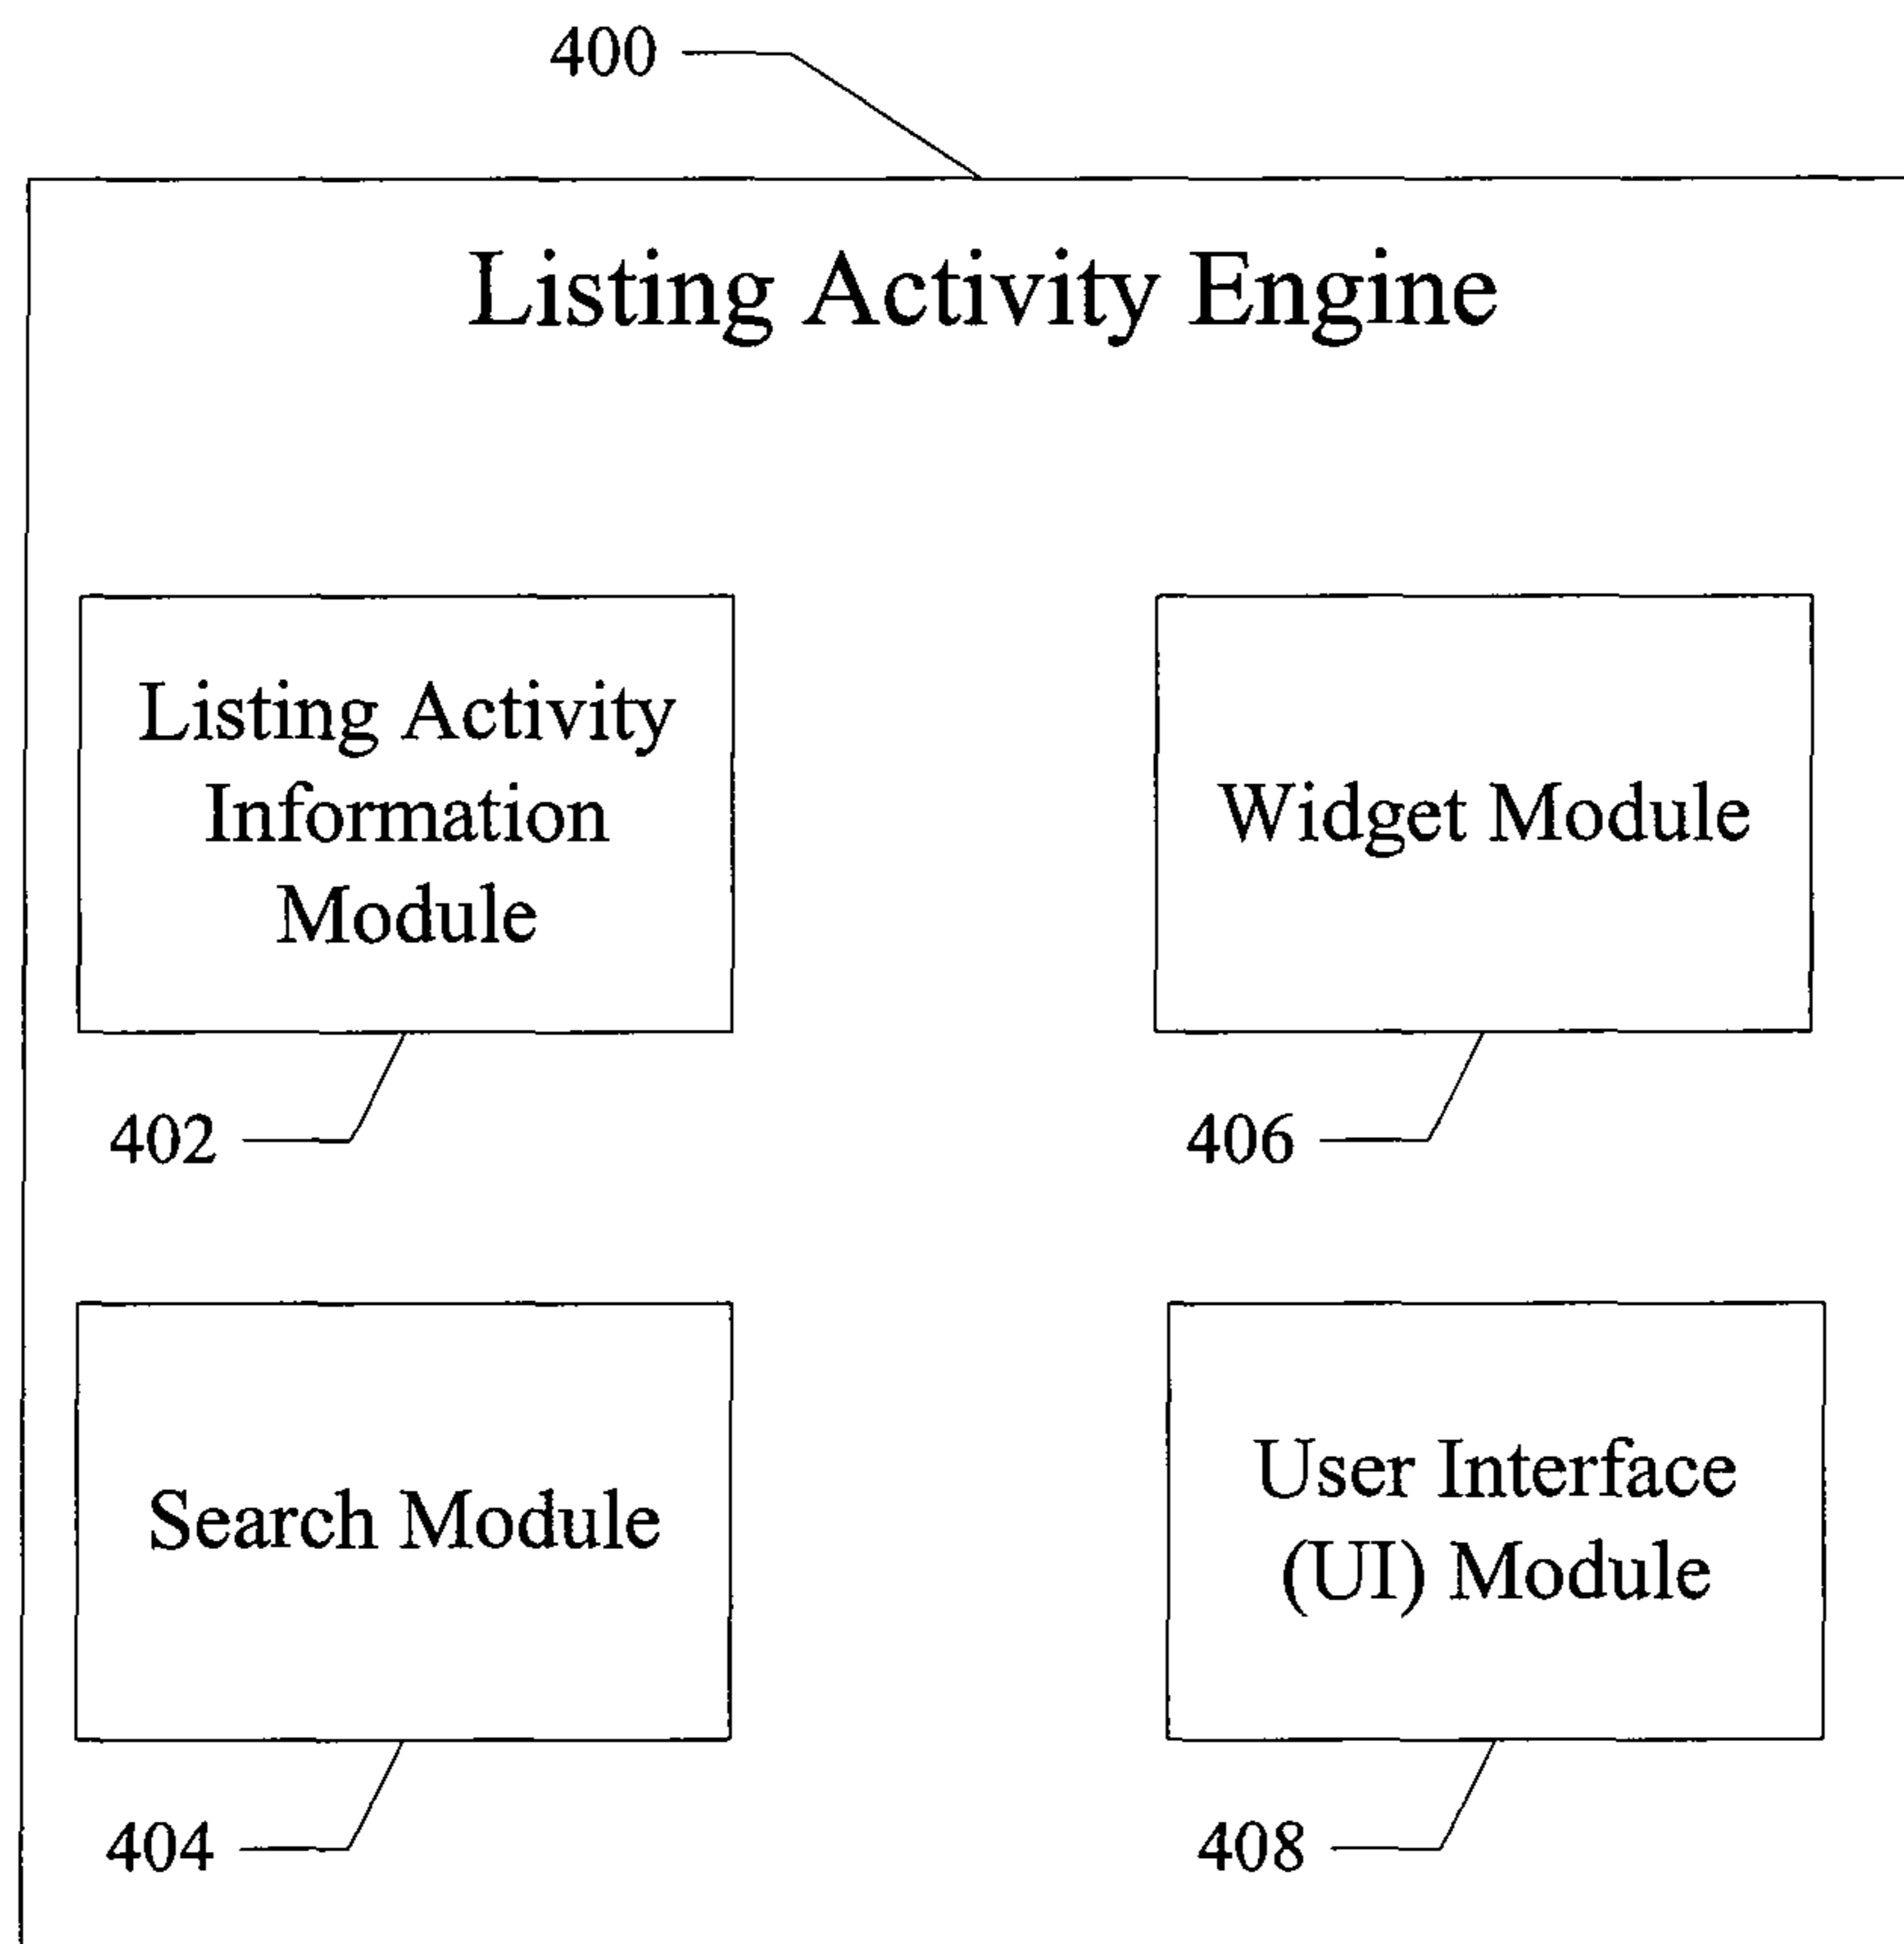 400
Listing Activity Engine
Listing Activity
Information
Module
402
Widget Module
406
Search Module
404
User Interface
(UI) Module
408